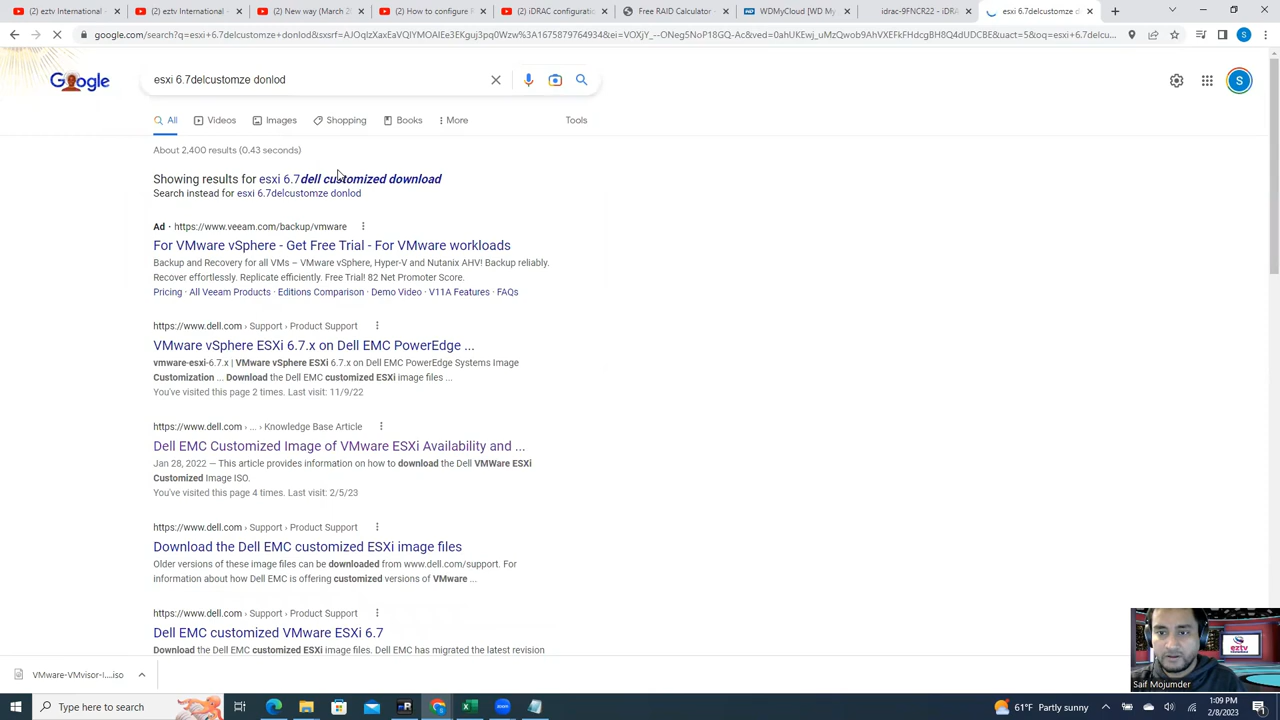 eztv International -
eztv International -
New way (March 2
How to configure F
iDRAC configuratio
Free RAID Calculator
WDMyCloud [WD My
idrac-9FNCR22 - iDRA
esxi 6.7delcustomze d
google.com/search?q=esxi+6.7delcustomze+donlod&
esxi 6.7delcustomze donlod
Google
S
All
Videos
Images
Shopping
Books
More
Tools
About 2,400 results (0.43 seconds)
Showing results for esxi 6.7dell customized download
Search instead for esxi 6.7delcustomze donlod
Ad · https://www.veeam.com/backup/vmware
For VMware vSphere - Get Free Trial - For VMware workloads
Backup and Recovery for all VMs – VMware vSphere, Hyper-V and Nutanix AHV! Backup reliably.
Recover effortlessly. Replicate efficiently. Free Trial! 82 Net Promoter Score.
Pricing · All Veeam Products · Editions Comparison · Demo Video · V11A Features · FAQs
https://www.dell.com › Support › Product Support
VMware vSphere ESXi 6.7.x on Dell EMC PowerEdge ...
vmware-esxi-6.7.x | VMware vSphere ESXi 6.7.x on Dell EMC PowerEdge Systems Image
Customization ... Download the Dell EMC customized ESXi image files ...
You've visited this page 2 times. Last visit: 11/9/22
https://www.dell.com › ... › Knowledge Base Article
Dell EMC Customized Image of VMware ESXi Availability and ...
Jan 28, 2022 — This article provides information on how to download the Dell VMWare ESXi
Customized Image ISO.
You've visited this page 4 times. Last visit: 2/5/23
https://www.dell.com › Support › Product Support
Download the Dell EMC customized ESXi image files
Older versions of these image files can be downloaded from www.dell.com/support. For
information about how Dell EMC is offering customized versions of VMware ...
https://www.dell.com › Support › Product Support
Dell EMC customized VMware ESXi 6.7
Download the Dell EMC customized ESXi image files. Dell EMC has migrated the latest revision
eztv
Saif Mojumder
VMware-VMvisor-I....iso
Type here to search
61°F Partly sunny
1:09 PM
2/8/2023